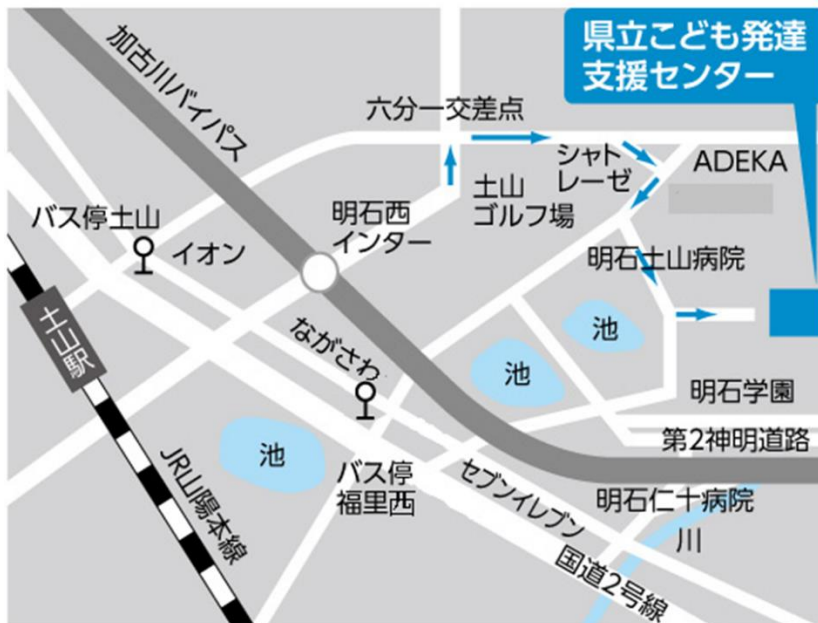 県立こども発達
支援センター
加古川バイパス
六分一交差点
シャト
レーゼ
ADEKA
土山
ゴルフ場
明石西
インター
バス停土山
イオン
明石土山病院
土山駅
ながさわ
池
池
明石学園
池
第2神明道路
バス停
福里西
セブンイレブン
明石仁十病院
川
JR山陽本線
国道2号線